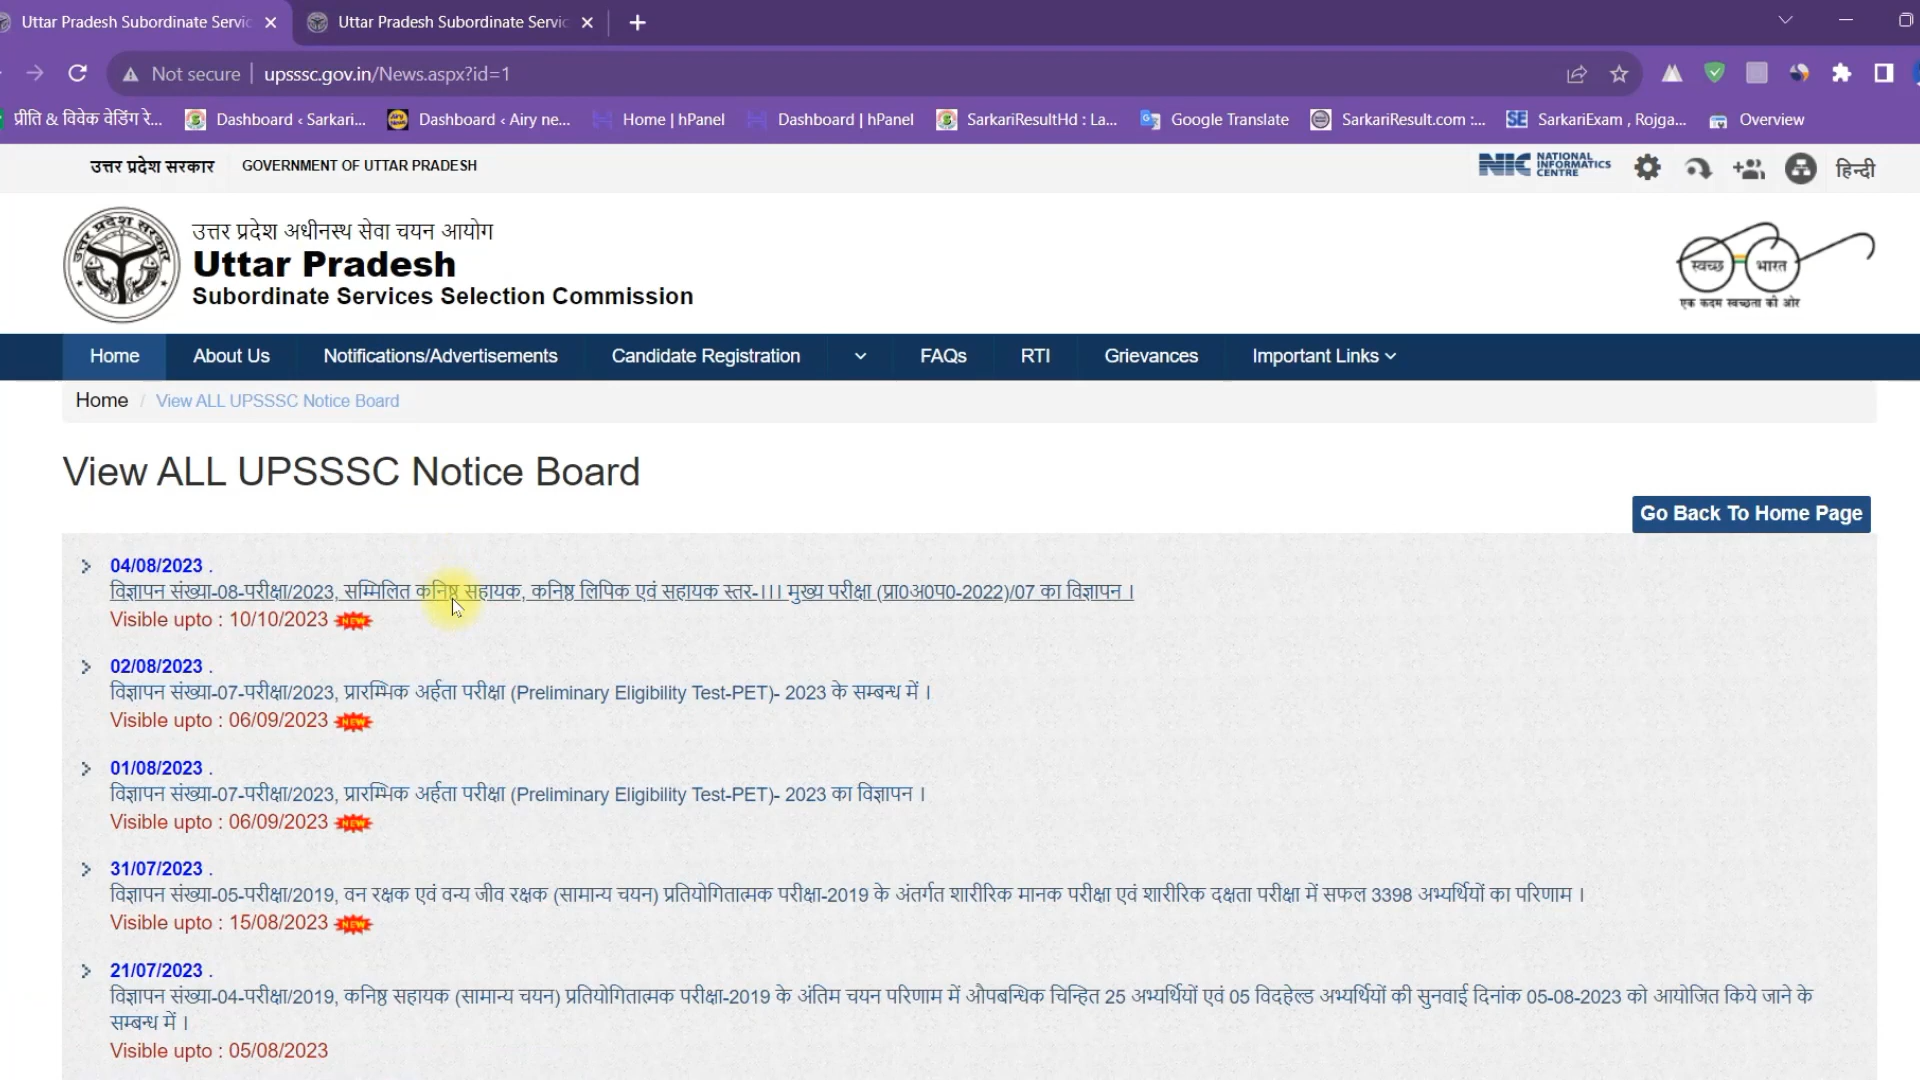 Uttar Pradesh Subordinate Servic
Uttar Pradesh Subordinate Servic
Not secure
upsssc.gov.in/News.aspx?id=1
प्रीति & विवेक वेडिंग रे...
Dashboard ‹ Sarkari...
Dashboard ‹ Airy ne...
Home | hPanel
Dashboard | hPanel
SarkariResultHd : La...
Google Translate
SarkariResult.com :...
SarkariExam , Rojga...
Overview
उत्तर प्रदेश सरकार
GOVERNMENT OF UTTAR PRADESH
NIC NATIONAL INFORMATICS CENTRE
हिन्दी
उत्तर प्रदेश अधीनस्थ सेवा चयन आयोग
Uttar Pradesh
Subordinate Services Selection Commission
स्वच्छ भारत
एक कदम स्वच्छता की ओर
Home
About Us
Notifications/Advertisements
Candidate Registration
FAQs
RTI
Grievances
Important Links
Home / View ALL UPSSSC Notice Board
View ALL UPSSSC Notice Board
Go Back To Home Page
04/08/2023 .
विज्ञापन संख्या-08-परीक्षा/2023, सम्मिलित कनिष्ठ सहायक, कनिष्ठ लिपिक एवं सहायक स्तर-।।। मुख्य परीक्षा (प्रा0अ0प0-2022)/07 का विज्ञापन ।
Visible upto : 10/10/2023 NEW
02/08/2023 .
विज्ञापन संख्या-07-परीक्षा/2023, प्रारम्भिक अर्हता परीक्षा (Preliminary Eligibility Test-PET)- 2023 के सम्बन्ध में ।
Visible upto : 06/09/2023 NEW
01/08/2023 .
विज्ञापन संख्या-07-परीक्षा/2023, प्रारम्भिक अर्हता परीक्षा (Preliminary Eligibility Test-PET)- 2023 का विज्ञापन ।
Visible upto : 06/09/2023 NEW
31/07/2023 .
विज्ञापन संख्या-05-परीक्षा/2019, वन रक्षक एवं वन्य जीव रक्षक (सामान्य चयन) प्रतियोगितात्मक परीक्षा-2019 के अंतर्गत शारीरिक मानक परीक्षा एवं शारीरिक दक्षता परीक्षा में सफल 3398 अभ्यर्थियों का परिणाम ।
Visible upto : 15/08/2023 NEW
21/07/2023 .
विज्ञापन संख्या-04-परीक्षा/2019, कनिष्ठ सहायक (सामान्य चयन) प्रतियोगितात्मक परीक्षा-2019 के अंतिम चयन परिणाम में औपबन्धिक चिन्हित 25 अभ्यर्थियों एवं 05 विदहेल्ड अभ्यर्थियों की सुनवाई दिनांक 05-08-2023 को आयोजित किये जाने के
सम्बन्ध में ।
Visible upto : 05/08/2023